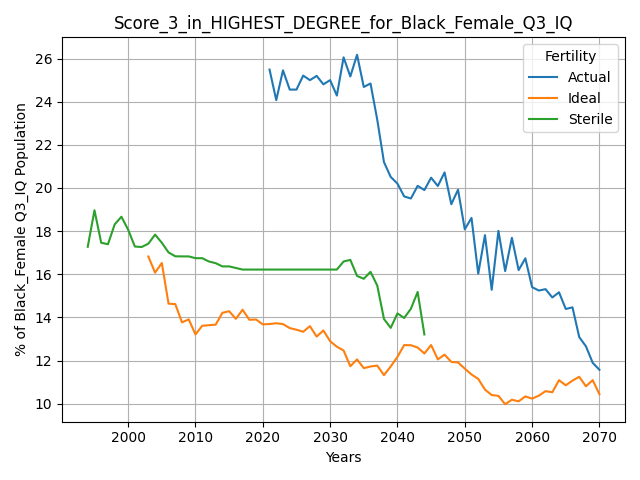 Score_3_in_HIGHEST_DEGREE_for_Black_Female_Q3_IQ
Fertility
Actual
Ideal
Sterile
% of Black_Female Q3_IQ Population
26
24
22
20
18
16
14
12
10
2000 2010 2020 2030 2040 2050 2060 2070
Years